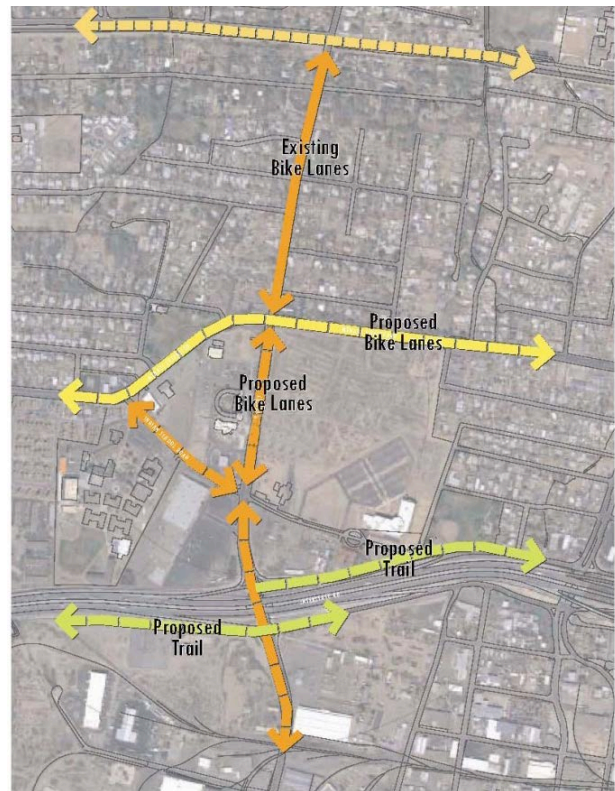 Existing
Bike Lanes
Proposed
Bike Lanes
Proposed
Bike Lanes
Proposed
Trail
Proposed
Trail